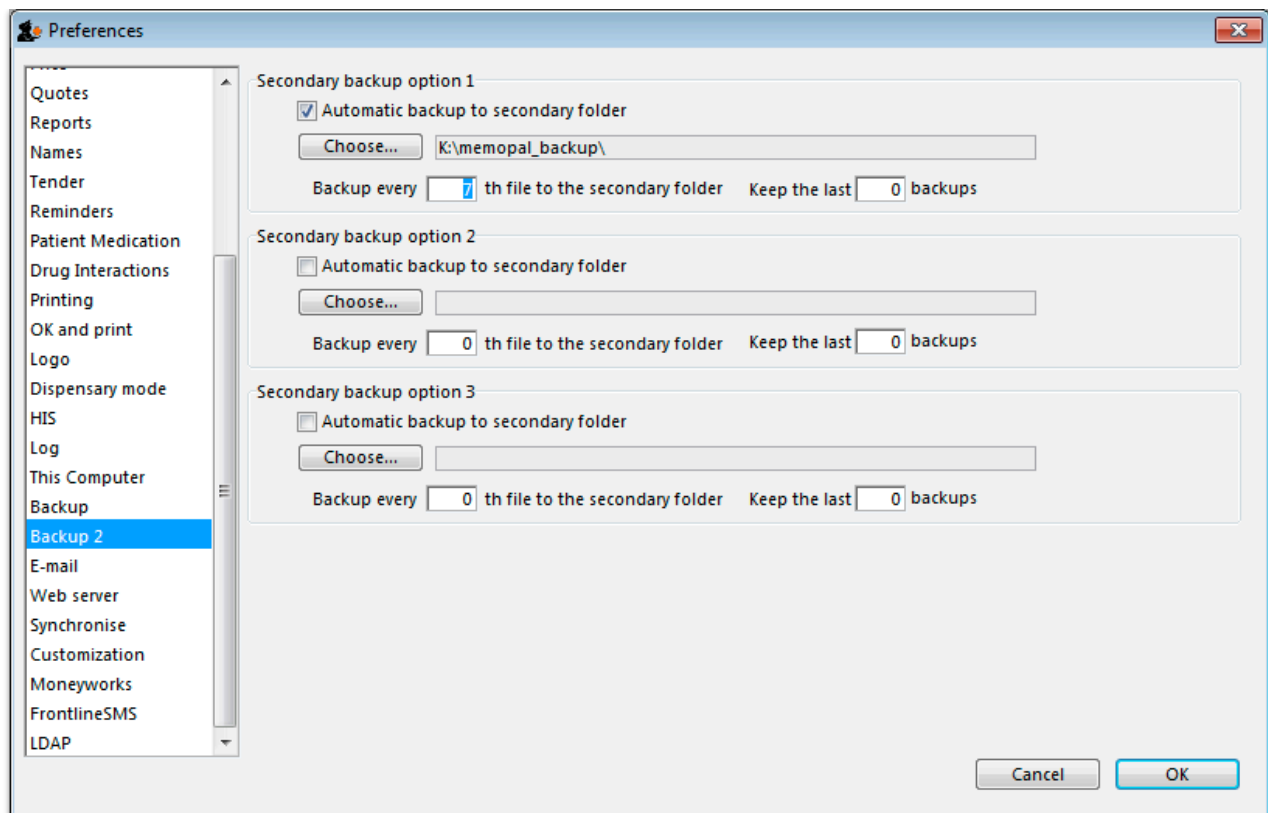 Preferences
Quotes
Reports
Names
Tender
Reminders
Patient Medication
Drug Interactions
Printing
OK and print
Logo
Dispensary mode
HIS
Log
This Computer
Backup
Backup 2
E-mail
Web server
Synchronise
Customization
Moneyworks
FrontlineSMS
LDAP
Secondary backup option 1
Automatic backup to secondary folder
Choose... K:\memopal_backup\
Backup every 7 th file to the secondary folder Keep the last 0 backups
Secondary backup option 2
Automatic backup to secondary folder
Choose...
Backup every 0 th file to the secondary folder Keep the last 0 backups
Secondary backup option 3
Automatic backup to secondary folder
Choose...
Backup every 0 th file to the secondary folder Keep the last 0 backups
Cancel OK